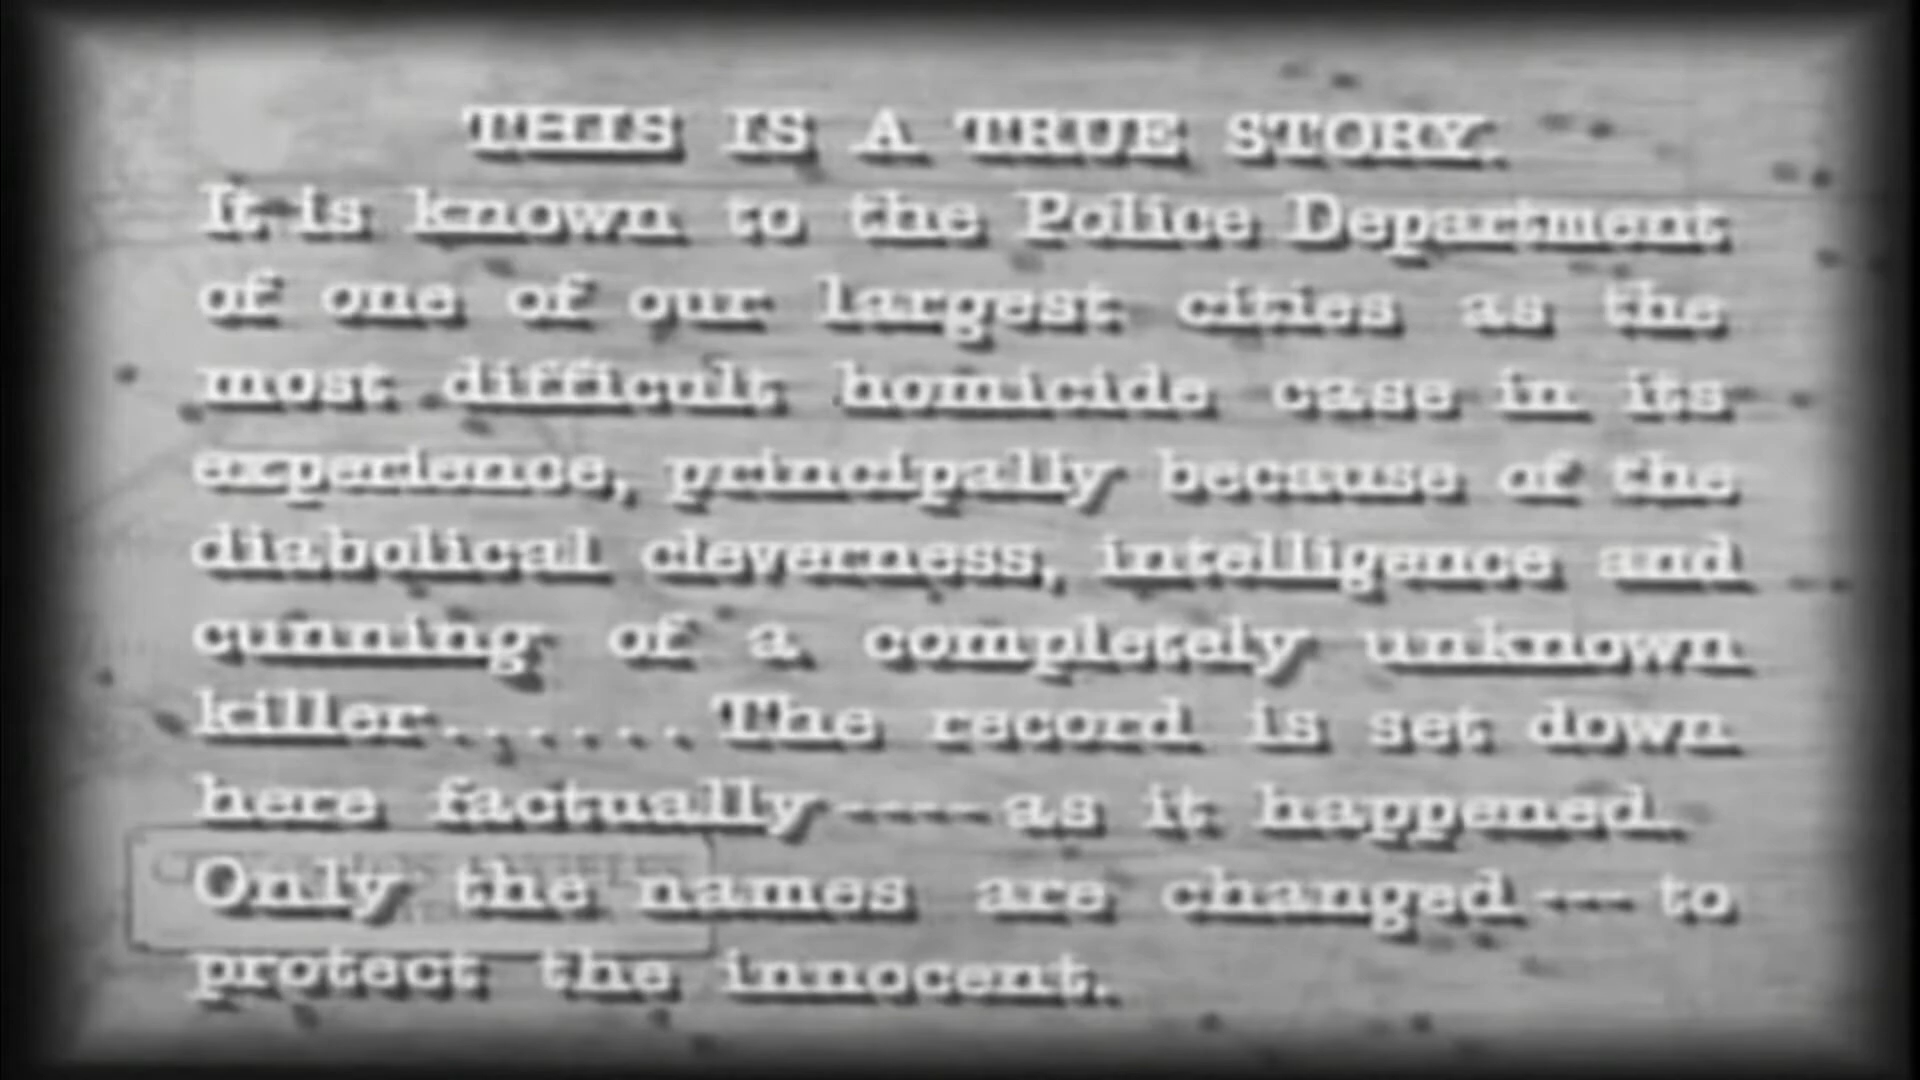 THIS IS A TRUE STORY.
It is known to the Police Department
of one of our largest cities as the
most difficult homicide case in its
experience, principally because of the
diabolical cleverness, intelligence and
cunning of a completely unknown
killer.......The record is set down
here factually----as it happened.
Only the names are changed---to
protect the innocent.